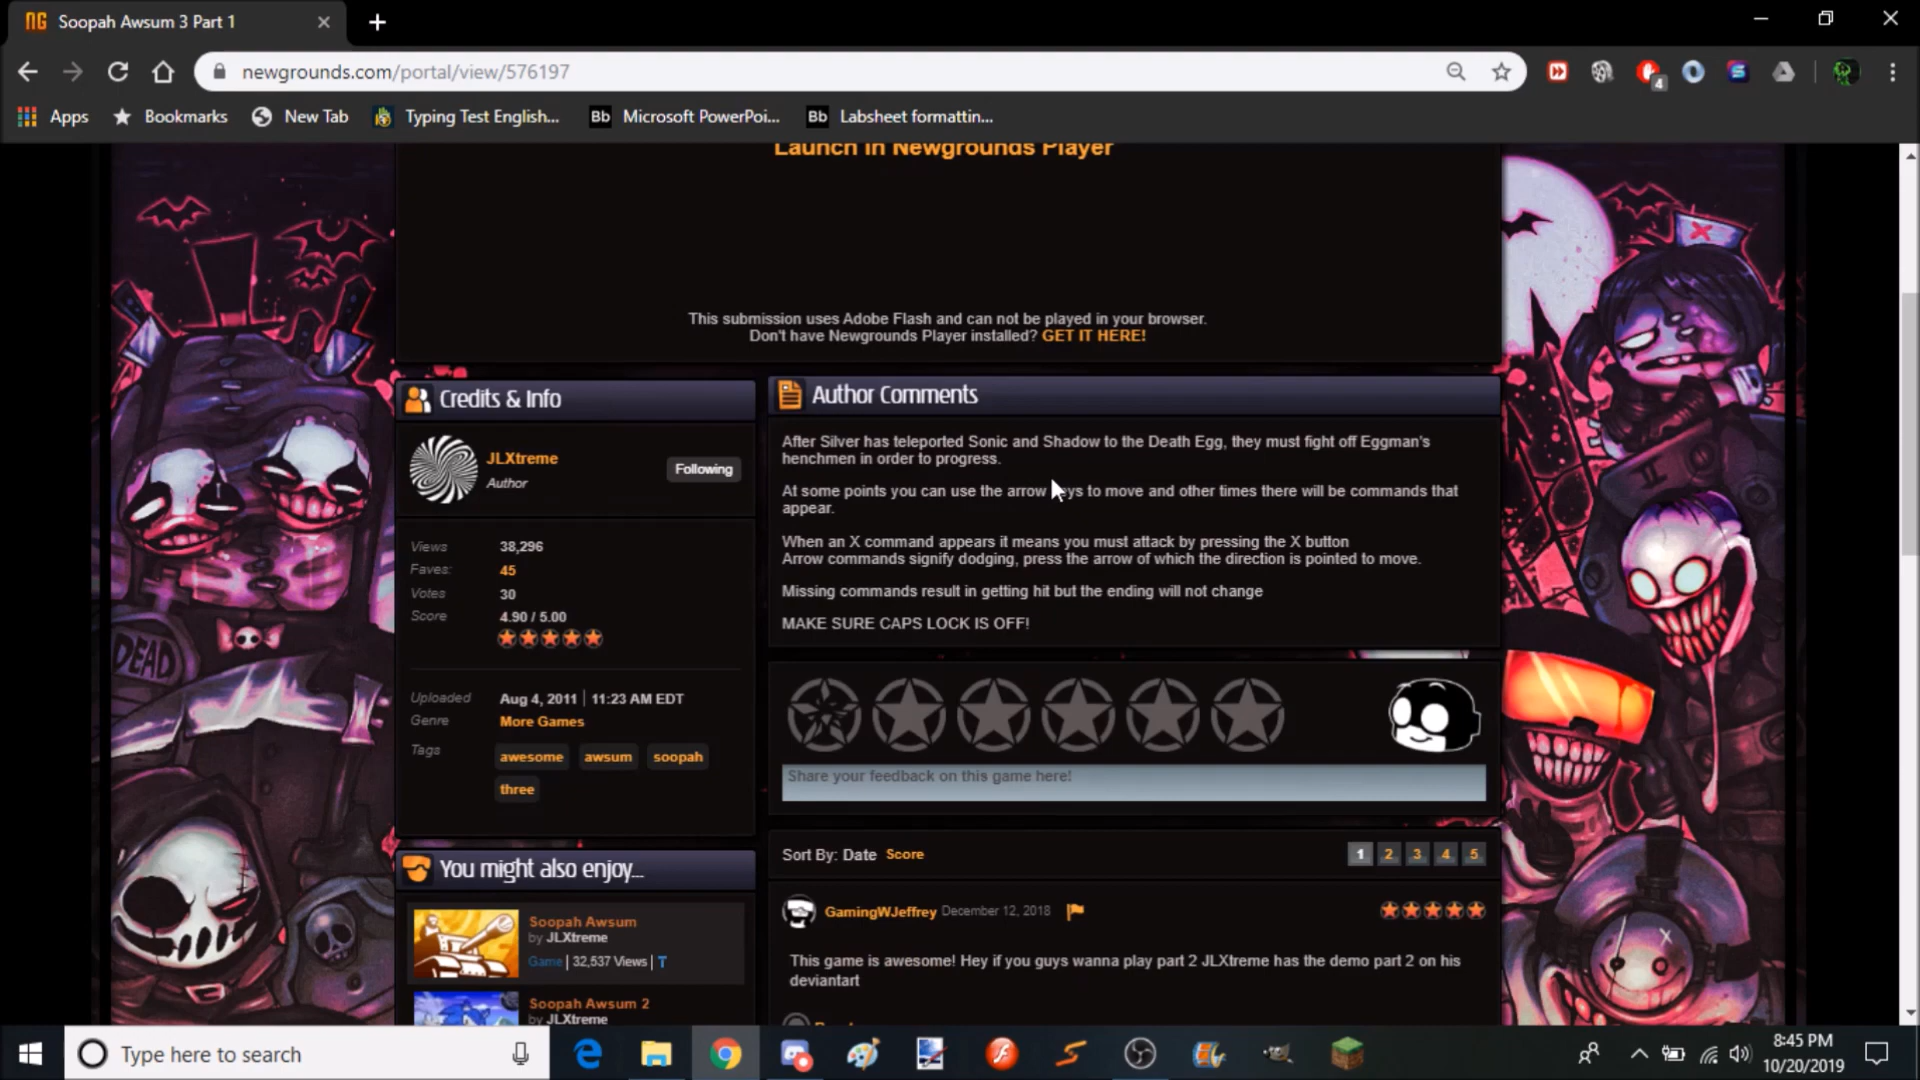 Soopah Awsum 3 Part 1
newgrounds.com/portal/view/576197
4
Apps
Bookmarks
New Tab
Typing Test English...
Bb Microsoft PowerPoi...
Bb Labsheet formattin...
Launch in Newgrounds Player
This submission uses Adobe Flash and can not be played in your browser.
Don't have Newgrounds Player installed? GET IT HERE!
Credits & Info
JLXtreme
Author
Following
Views 38,296
Faves: 45
Votes 30
Score 4.90 / 5.00
Uploaded Aug 4, 2011 | 11:23 AM EDT
Genre More Games
Tags awesome awsum soopah
three
You might also enjoy...
Soopah Awsum
by JLXtreme
Game | 32,537 Views | T
Soopah Awsum 2
by JLXtreme
Author Comments
After Silver has teleported Sonic and Shadow to the Death Egg, they must fight off Eggman's
henchmen in order to progress.
At some points you can use the arrow keys to move and other times there will be commands that
appear.
When an X command appears it means you must attack by pressing the X button
Arrow commands signify dodging, press the arrow of which the direction is pointed to move.
Missing commands result in getting hit but the ending will not change
MAKE SURE CAPS LOCK IS OFF!
Share your feedback on this game here!
Sort By: Date Score
1 2 3 4 5
GamingWJeffrey December 12, 2018
This game is awesome! Hey if you guys wanna play part 2 JLXtreme has the demo part 2 on his
deviantart
DEAD
Type here to search
8:45 PM
10/20/2019